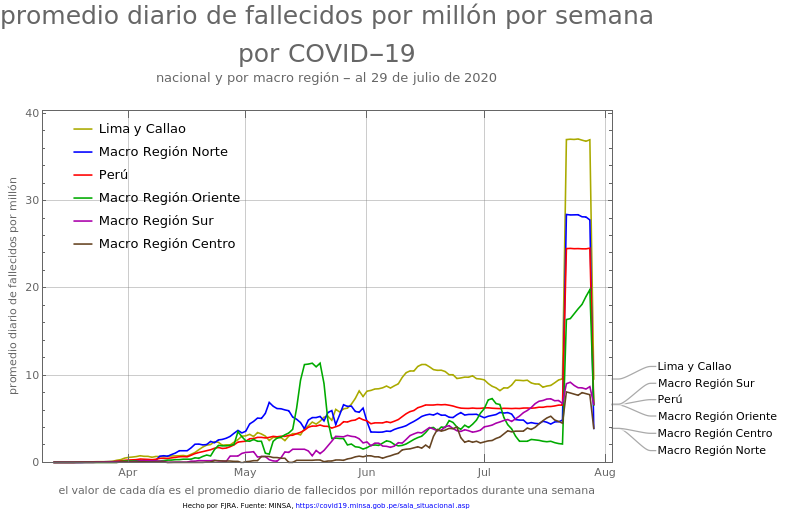 promedio diario de fallecidos por millón por semana
por COVID−19
nacional y por macro región − al 29 de julio de 2020
promedio diario de fallecidos por millón
40
30
20
10
0
Lima y Callao
Macro Región Norte
Perú
Macro Región Oriente
Macro Región Sur
Macro Región Centro
Lima y Callao
Macro Región Sur
Perú
Macro Región Oriente
Macro Región Centro
Macro Región Norte
Apr May Jun Jul Aug
el valor de cada día es el promedio diario de fallecidos por millón reportados durante una semana
Hecho por FJRA. Fuente: MINSA, https://covid19.minsa.gob.pe/sala_situacional.asp